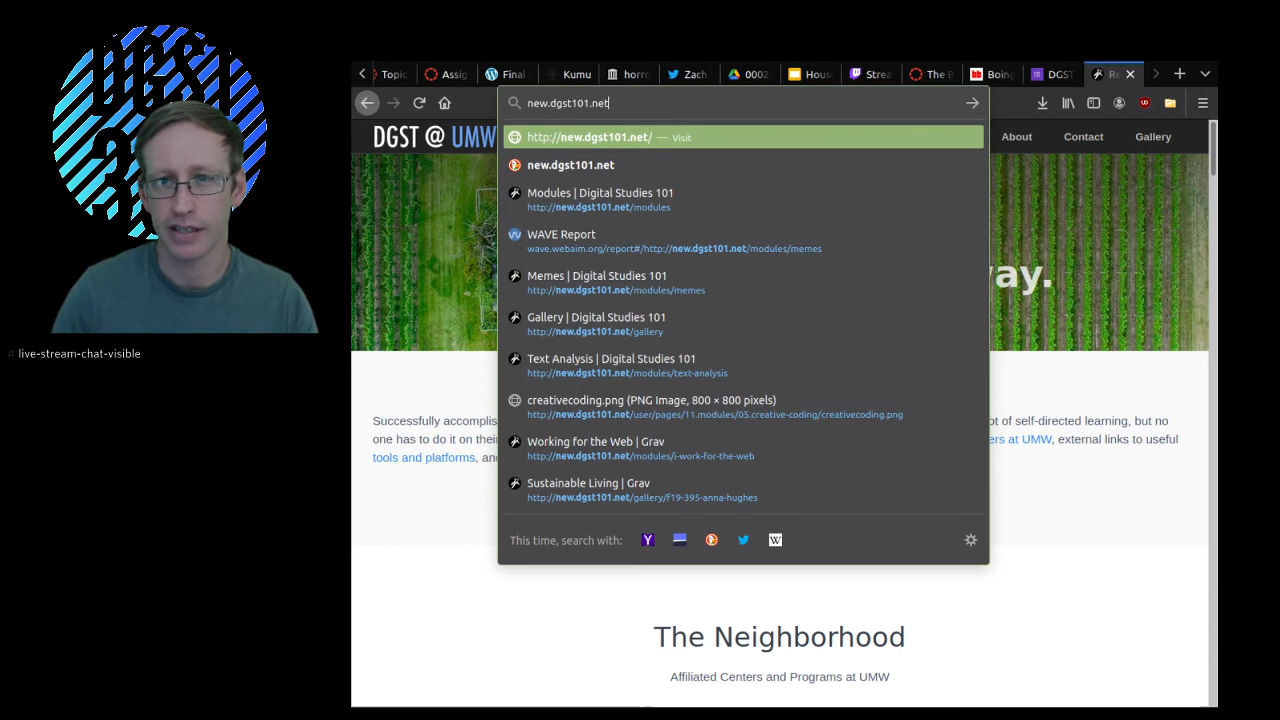 Topic
Assig
Final
Kumu
horro
Zach
0002
Hous
Strea
The B
bb
Boing
DGST
Re
new.dgst101.net
DGST @ UMW
About
Contact
Gallery
http://new.dgst101.net/ — Visit
new.dgst101.net
Modules | Digital Studies 101
http://new.dgst101.net/modules
WAVE Report
wave.webaim.org/report#/http://new.dgst101.net/modules/memes
Memes | Digital Studies 101
http://new.dgst101.net/modules/memes
way.
Gallery | Digital Studies 101
http://new.dgst101.net/gallery
# live-stream-chat-visible
Text Analysis | Digital Studies 101
http://new.dgst101.net/modules/text-analysis
creativecoding.png (PNG Image, 800 × 800 pixels)
http://new.dgst101.net/user/pages/11.modules/05.creative-coding/creativecoding.png
Successfully accomplis
ot of self-directed learning, but no
one has to do it on their
ers at UMW, external links to useful
tools and platforms, an
Working for the Web | Grav
http://new.dgst101.net/modules/i-work-for-the-web
Sustainable Living | Grav
http://new.dgst101.net/gallery/f19-395-anna-hughes
This time, search with:
Y
W
The Neighborhood
Affiliated Centers and Programs at UMW